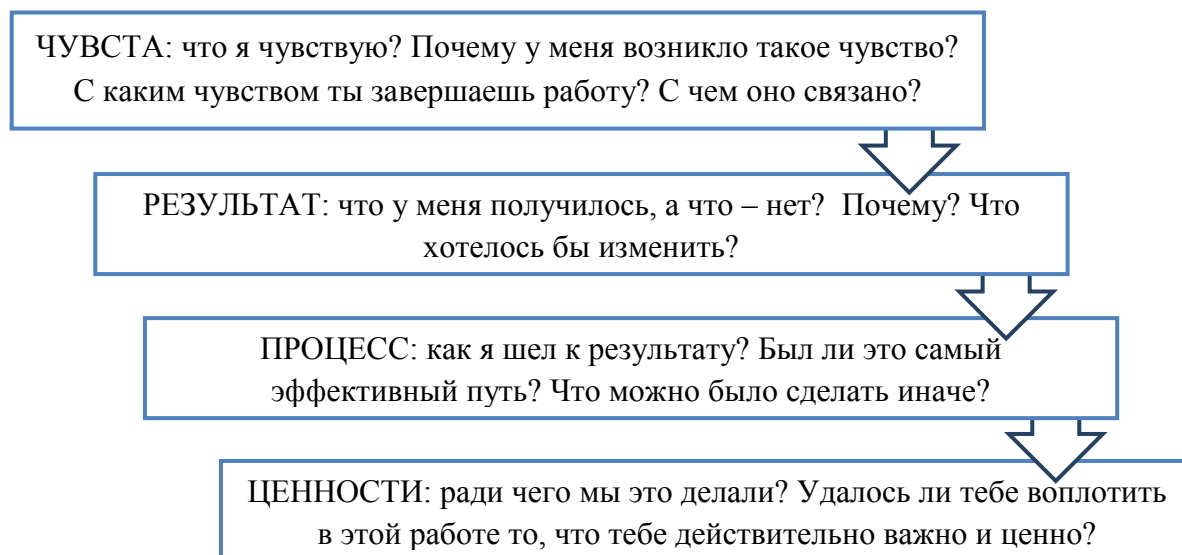 ЧУВСТА: что я чувствую? Почему у меня возникло такое чувство?
С каким чувством ты завершаешь работу? С чем оно связано?
РЕЗУЛЬТАТ: что у меня получилось, а что – нет?  Почему? Что
хотелось бы изменить?
ПРОЦЕСС: как я шел к результату? Был ли это самый
эффективный путь? Что можно было сделать иначе?
ЦЕННОСТИ: ради чего мы это делали? Удалось ли тебе воплотить
в этой работе то, что тебе действительно важно и ценно?